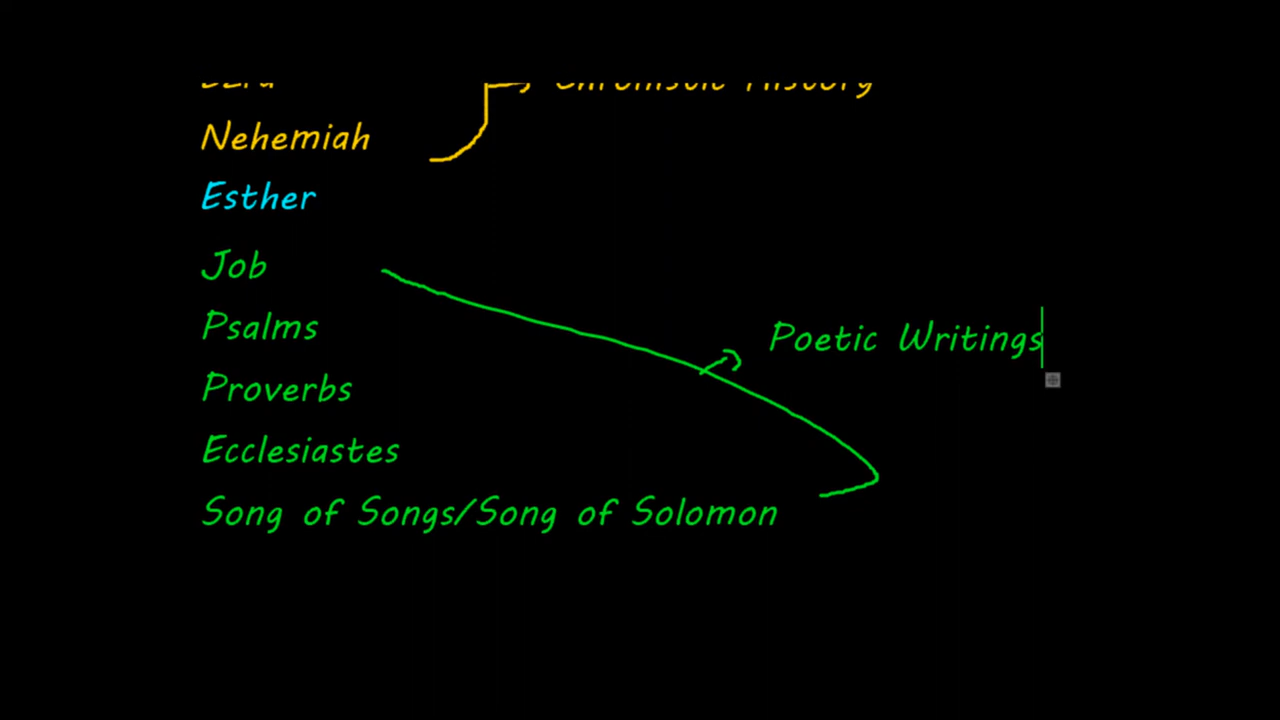 Nehemiah
Esther
Job
Psalms
Poetic Writings
Proverbs
Ecclesiastes
Song of Songs/Song of Solomon